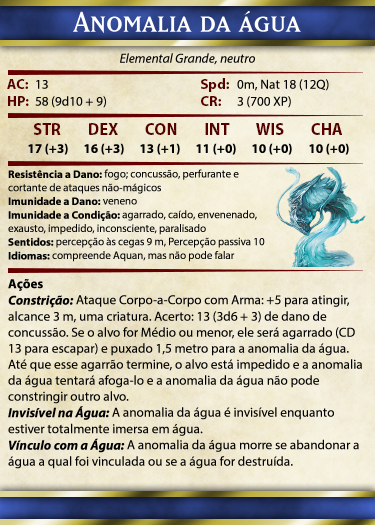 Anomalia da água
Elemental Grande, neutro
AC: 13 Spd: 0m, Nat 18 (12Q)
HP: 58 (9d10 + 9) CR: 3 (700 XP)
STR DEX CON INT WIS CHA
17 (+3) 16 (+3) 13 (+1) 11 (+0) 10 (+0) 10 (+0)
Resistência a Dano: fogo; concussão, perfurante e
cortante de ataques não-mágicos
Imunidade a Dano: veneno
Imunidade a Condição: agarrado, caído, envenenado,
exausto, impedido, inconsciente, paralisado
Sentidos: percepção às cegas 9 m, Percepção passiva 10
Idiomas: compreende Aquan, mas não pode falar
Ações
Constrição: Ataque Corpo-a-Corpo com Arma: +5 para atingir,
alcance 3 m, uma criatura. Acerto: 13 (3d6 + 3) de dano de
concussão. Se o alvo for Médio ou menor, ele será agarrado (CD
13 para escapar) e puxado 1,5 metro para a anomalia da água.
Até que esse agarrão termine, o alvo está impedido e a anomalia
da água tentará afoga-lo e a anomalia da água não pode
constringir outro alvo.
Invisível na Água: A anomalia da água é invisível enquanto
estiver totalmente imersa em água.
Vínculo com a Água: A anomalia da água morre se abandonar a
água a qual foi vinculada ou se a água for destruída.